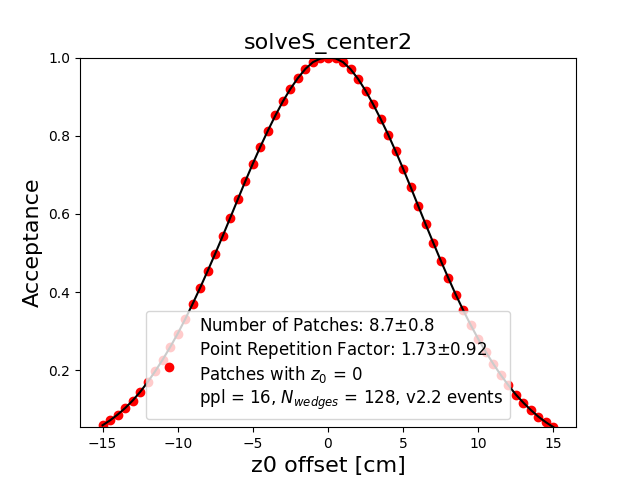 solveS_center2
Acceptance
1.0
0.8
0.6
0.4
0.2
Number of Patches: 8.7±0.8
Point Repetition Factor: 1.73±0.92
Patches with z₀ = 0
ppl = 16, N_wedges = 128, v2.2 events
−15 −10 −5 0 5 10 15
z0 offset [cm]